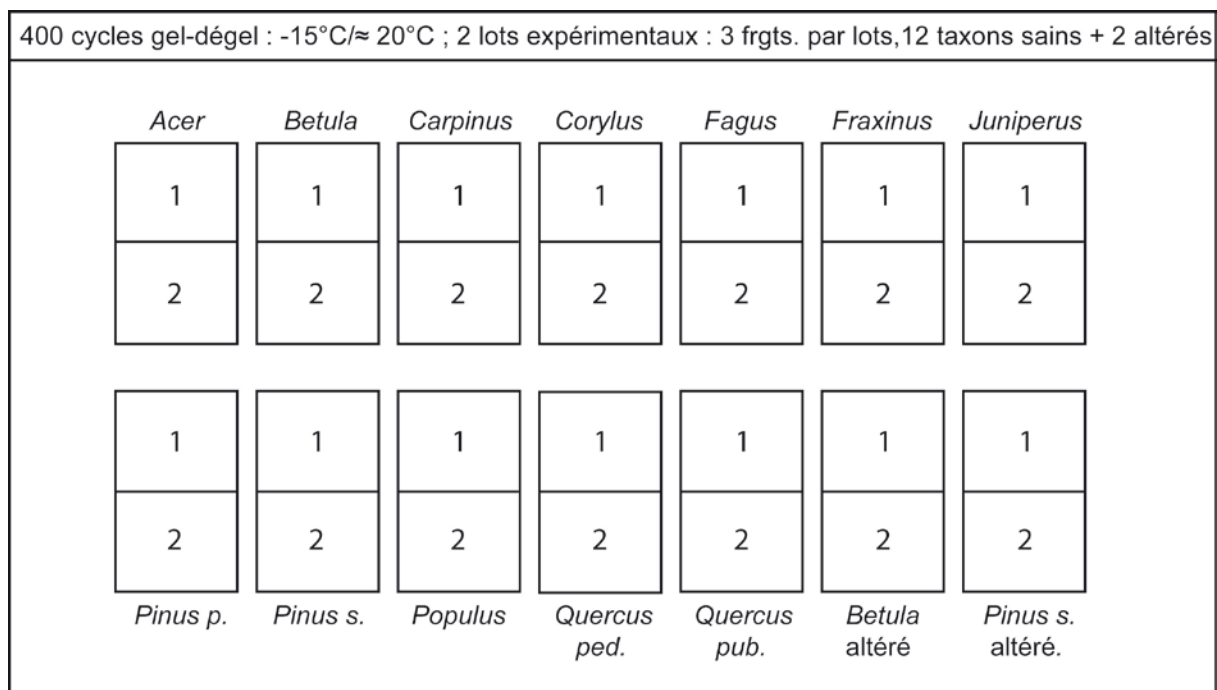 400 cycles gel-dégel : -15°C/≈ 20°C ; 2 lots expérimentaux : 3 frgts. par lots,12 taxons sains + 2 altérés
Acer Betula Carpinus Corylus Fagus Fraxinus Juniperus
1 1 1 1 1 1 1
2 2 2 2 2 2 2
1 1 1 1 1 1 1
2 2 2 2 2 2 2
Pinus p. Pinus s. Populus Quercus Quercus Betula Pinus s.
ped. pub. altéré altéré.